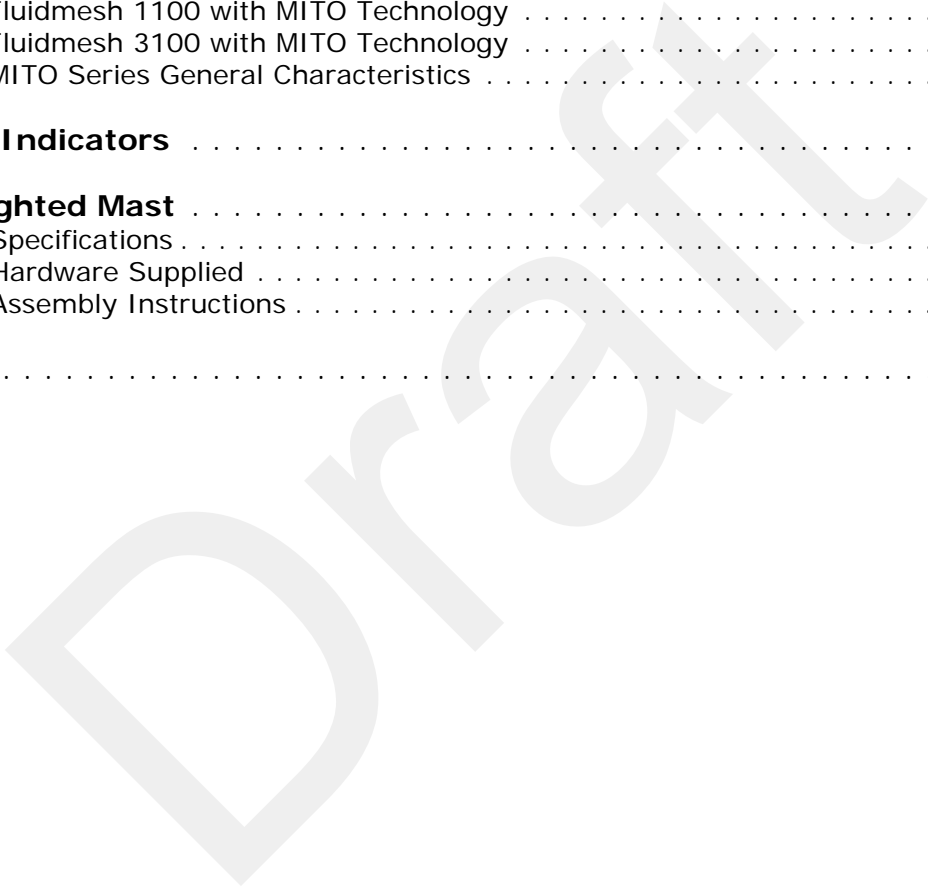 Fluidmesh 1100 with MITO Technology . . . . . . . . . . . . . . . . . . . . . .
Fluidmesh 3100 with MITO Technology . . . . . . . . . . . . . . . . . . . . . .
MITO Series General Characteristics . . . . . . . . . . . . . . . . . . . . . . . .
Indicators . . . . . . . . . . . . . . . . . . . . . . . . . . . . . . . . . . .
ghted Mast . . . . . . . . . . . . . . . . . . . . . . . . . . . . . . . . . . .
Specifications . . . . . . . . . . . . . . . . . . . . . . . . . . . . . . . . . . . . . . . .
Hardware Supplied . . . . . . . . . . . . . . . . . . . . . . . . . . . . . . . . . . . .
Assembly Instructions . . . . . . . . . . . . . . . . . . . . . . . . . . . . . . . . . .
. . . . . . . . . . . . . . . . . . . . . . . . . . . . . . . . . . . . . . . . . . . .
Draft